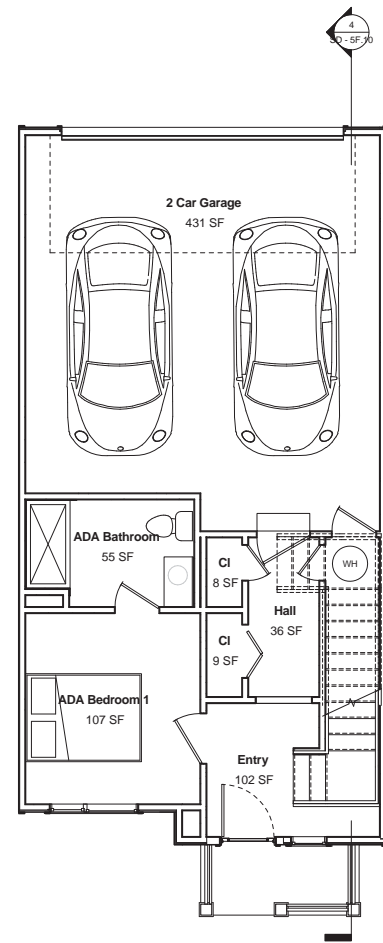 4
SD - 5F.10
2 Car Garage
431 SF
ADA Bathroom
55 SF
Cl
8 SF
WH
Hall
36 SF
Cl
9 SF
ADA Bedroom 1
107 SF
Entry
102 SF